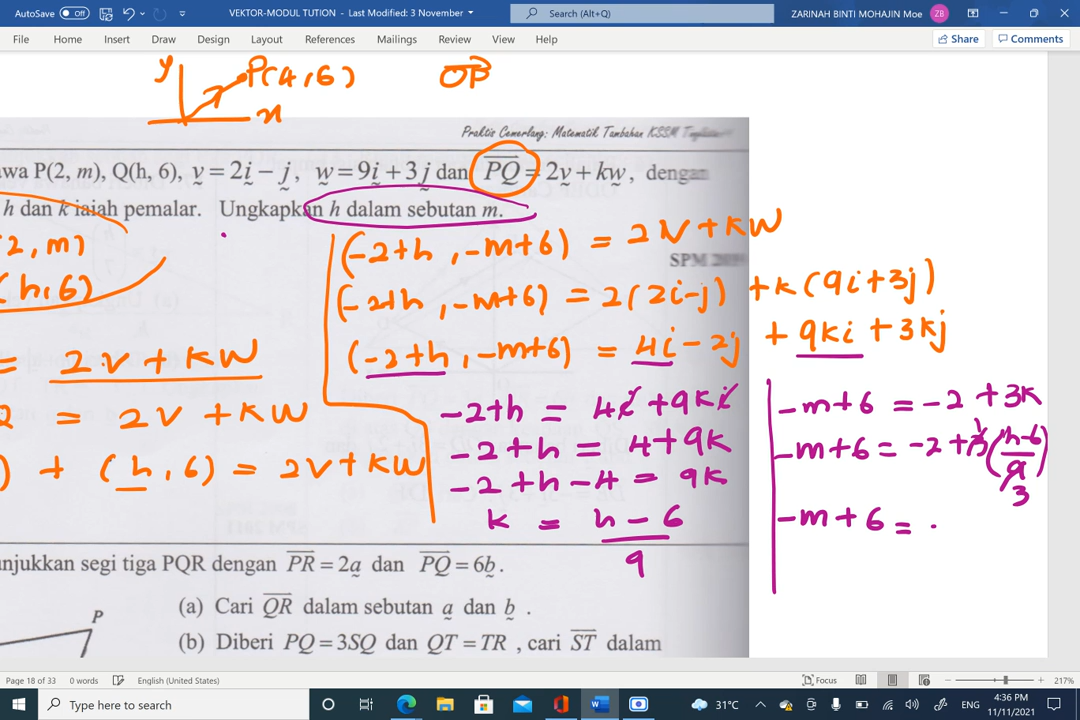 AutoSave Off VEKTOR-MODUL TUTION - Last Modified: 3 November Search (Alt+Q) ZARINAH BINTI MOHAJIN Moe ZB
File Home Insert Draw Design Layout References Mailings Review View Help Share Comments
y P(4,6) OP
x
Praktis Cemerlang: Matematik Tambahan KSSM
wa P(2, m), Q(h, 6), v = 2i – j, w = 9i + 3j dan PQ = 2v + kw, dengan
h dan k ialah pemalar. Ungkapkan h dalam sebutan m.
2, m)
h, 6)
= 2v + kw
2 = 2v + kw
) + (h, 6) = 2v + kw
(-2+h, -m+6) = 2v + kw
(-2+h, -m+6) = 2(2i-j) + k(9i+3j)
(-2+h, -m+6) = 4i - 2j + 9ki + 3kj
-2+h = 4i + 9ki
-2+h = 4+9k
-2+h-4 = 9k
k = h-6
9
-m+6 = -2+3k
-m+6 = -2+3(h-6)
9
1
3
-m+6 = .
SPM
njukkan segi tiga PQR dengan PR = 2a dan PQ = 6b.
P
(a) Cari QR dalam sebutan a dan b .
(b) Diberi PQ = 3SQ dan QT = TR , cari ST dalam
Page 18 of 33 0 words English (United States) Focus 217%
Type here to search W 31°C ENG 4:36 PM
11/11/2021